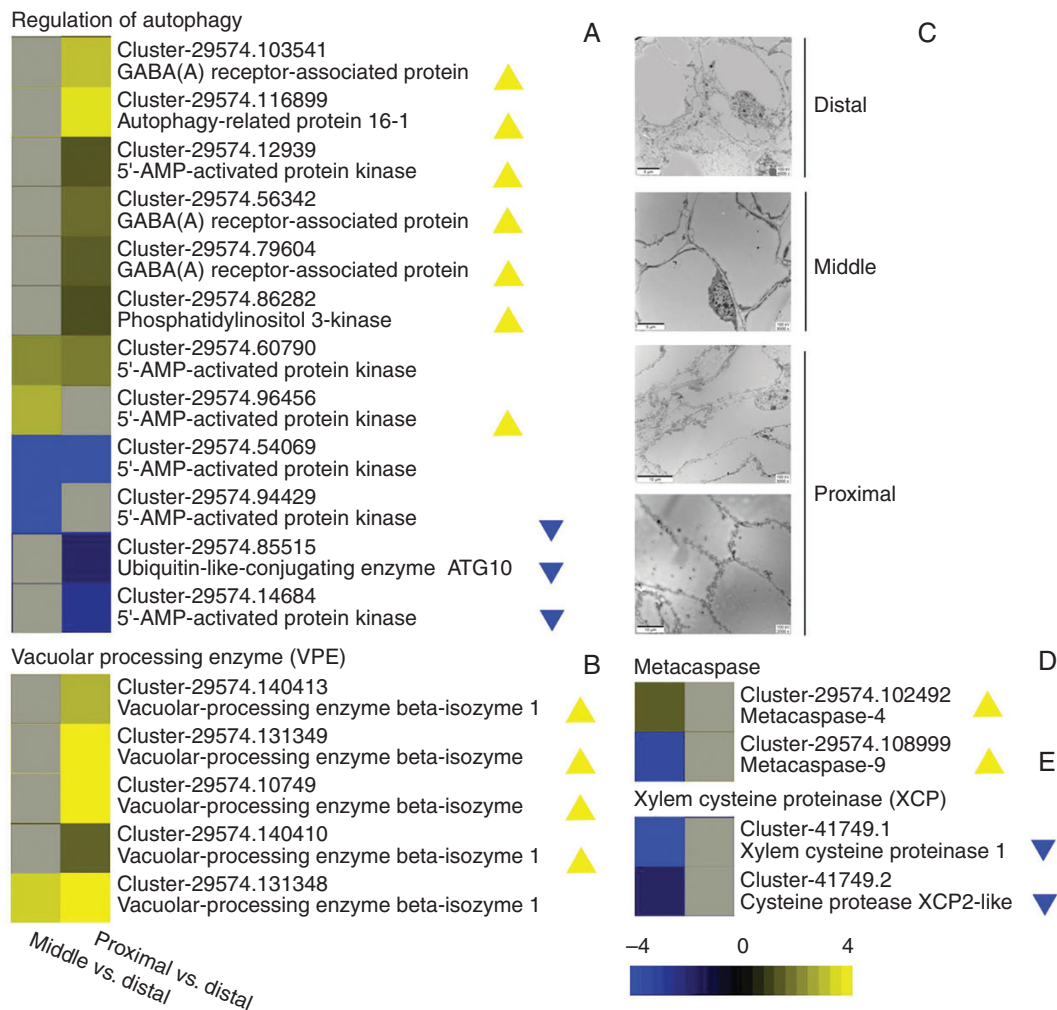 Regulation of autophagy
A
Cluster-29574.103541
GABA(A) receptor-associated protein
Cluster-29574.116899
Autophagy-related protein 16-1
Cluster-29574.12939
5'-AMP-activated protein kinase
Cluster-29574.56342
GABA(A) receptor-associated protein
Cluster-29574.79604
GABA(A) receptor-associated protein
Cluster-29574.86282
Phosphatidylinositol 3-kinase
Cluster-29574.60790
5'-AMP-activated protein kinase
Cluster-29574.96456
5'-AMP-activated protein kinase
Cluster-29574.54069
5'-AMP-activated protein kinase
Cluster-29574.94429
5'-AMP-activated protein kinase
Cluster-29574.85515
Ubiquitin-like-conjugating enzyme ATG10
Cluster-29574.14684
5'-AMP-activated protein kinase
Vacuolar processing enzyme (VPE)
B
Cluster-29574.140413
Vacuolar-processing enzyme beta-isozyme 1
Cluster-29574.131349
Vacuolar-processing enzyme beta-isozyme
Cluster-29574.10749
Vacuolar-processing enzyme beta-isozyme
Cluster-29574.140410
Vacuolar-processing enzyme beta-isozyme 1
Cluster-29574.131348
Vacuolar-processing enzyme beta-isozyme 1
Middle vs. distal
Proximal vs. distal
C
Distal
Middle
Proximal
Metacaspase
D
Cluster-29574.102492
Metacaspase-4
Cluster-29574.108999
Metacaspase-9
E
Xylem cysteine proteinase (XCP)
Cluster-41749.1
Xylem cysteine proteinase 1
Cluster-41749.2
Cysteine protease XCP2-like
−4 0 4